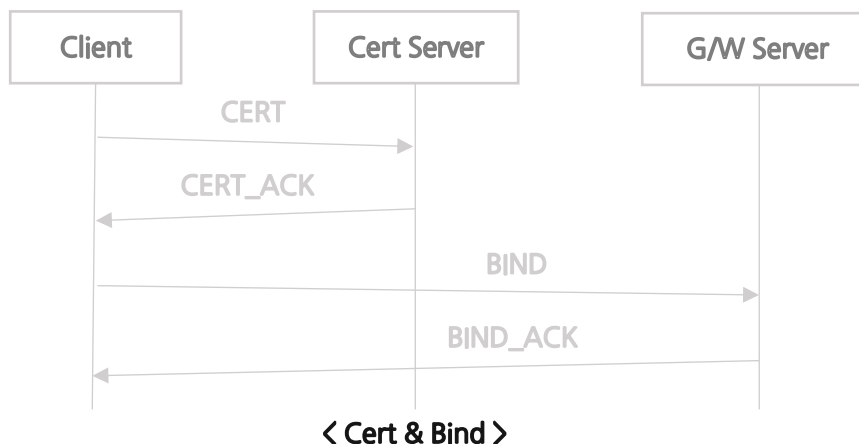 Client Cert Server G/W Server
CERT
CERT_ACK
BIND
BIND_ACK
< Cert & Bind >